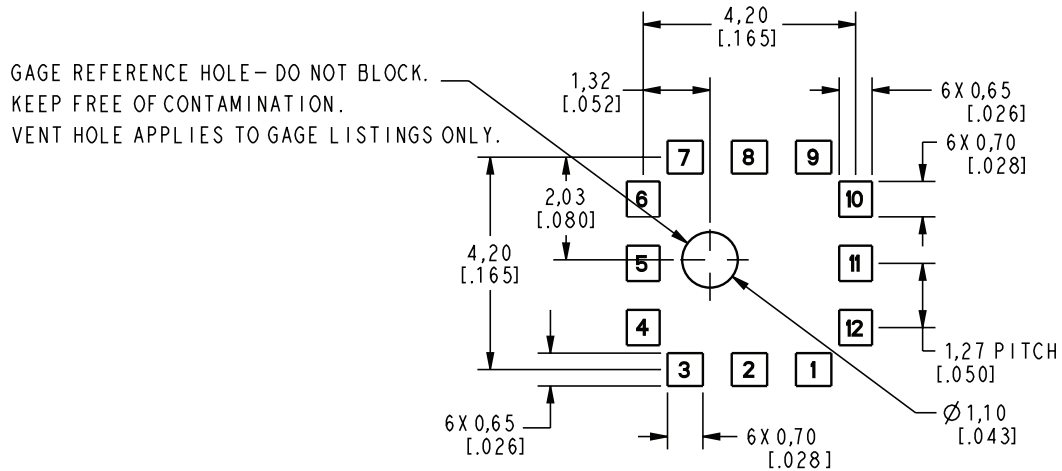 4,20
[.165]
GAGE REFERENCE HOLE – DO NOT BLOCK.
KEEP FREE OF CONTAMINATION.
VENT HOLE APPLIES TO GAGE LISTINGS ONLY.
1,32
[.052]
6X 0,65
[.026]
6X 0,70
[.028]
7
8
9
6
10
2,03
[.080]
4,20
[.165]
5
11
4
12
1,27 PITCH
[.050]
3
2
1
6X 0,65
[.026]
6X 0,70
[.028]
Ø 1,10
[.043]